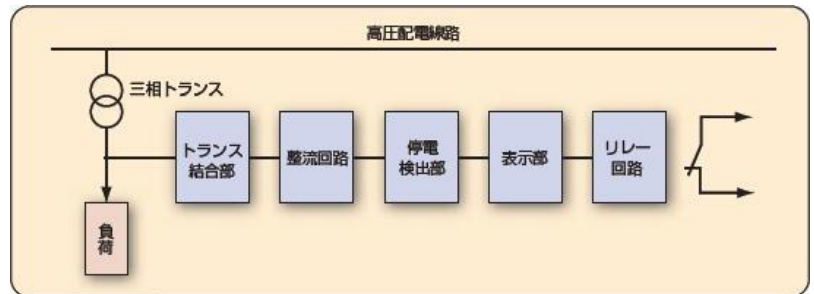 高圧配電線路
三相トランス
トランス
結合部
整流回路
停電
検出部
表示部
リレー
回路
負
荷